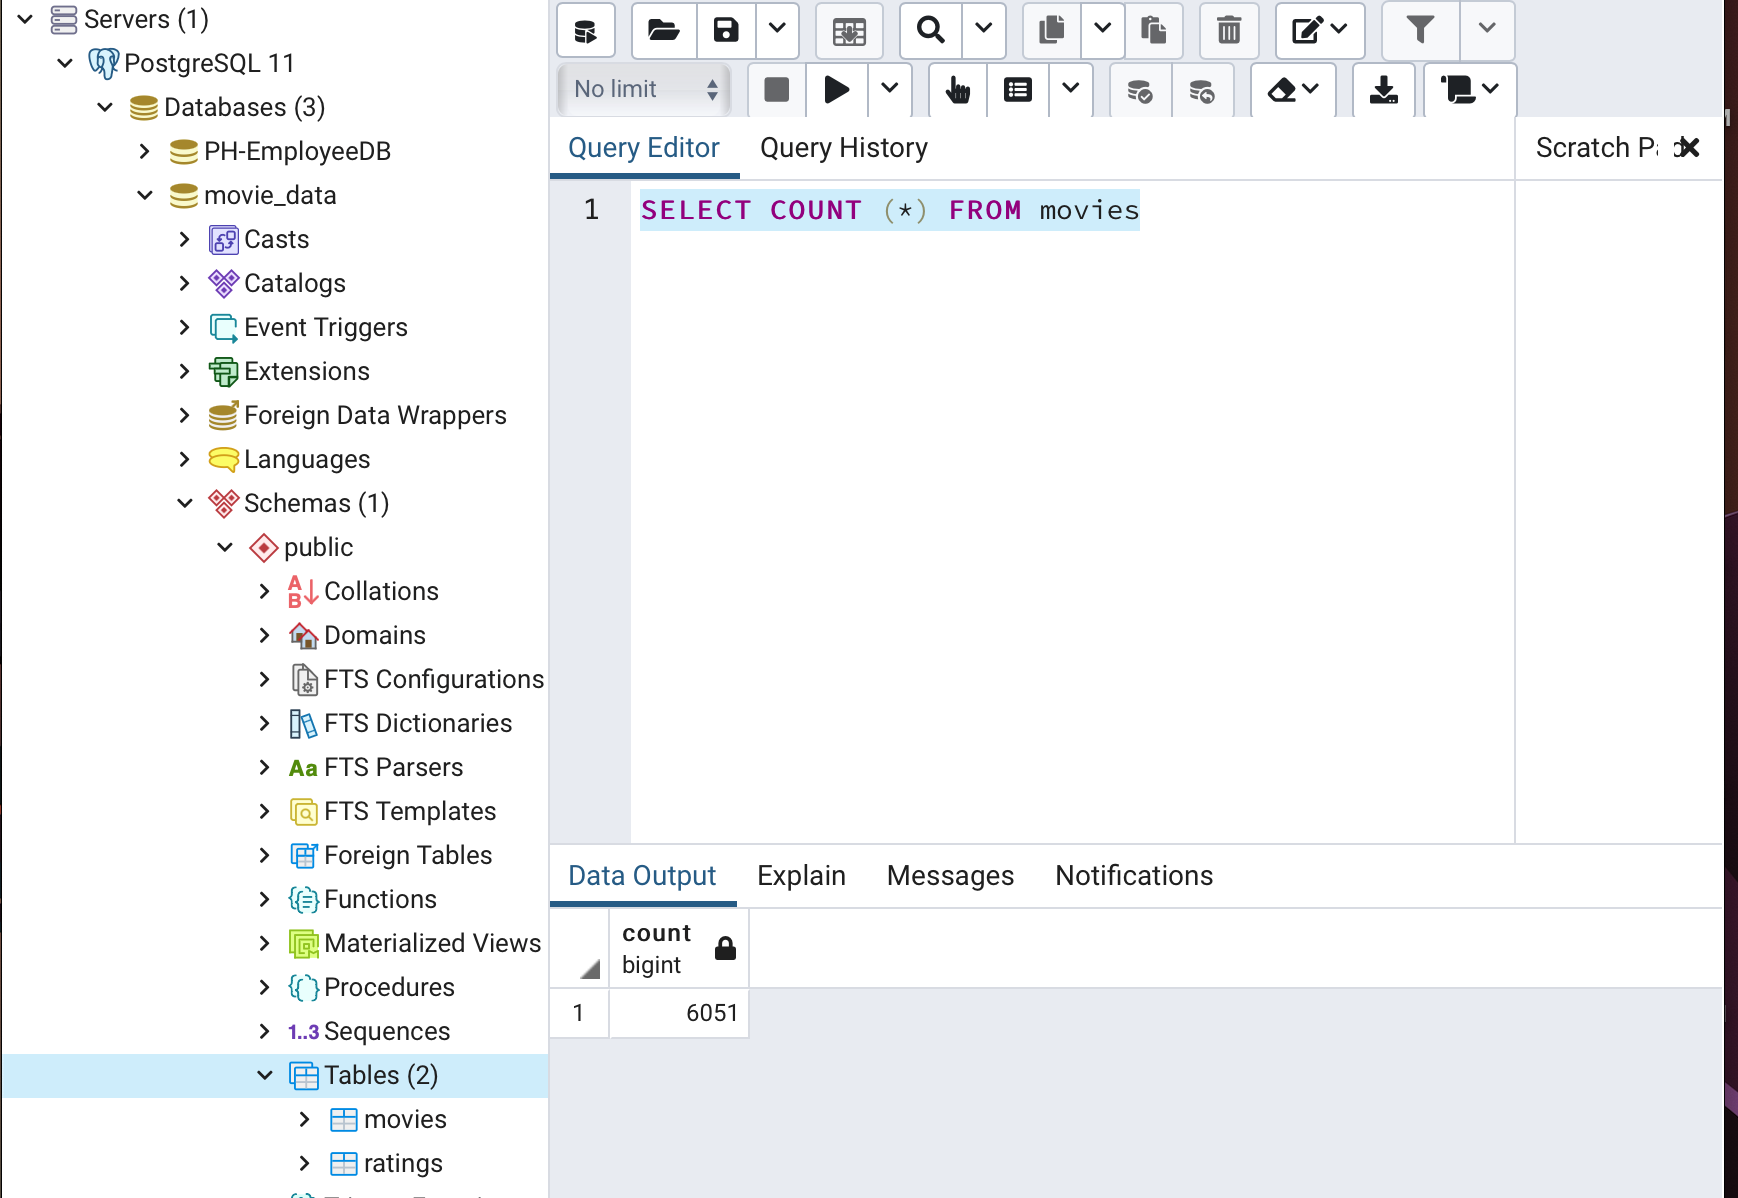 Servers (1)
PostgreSQL 11
Databases (3)
PH-EmployeeDB
movie_data
Casts
Catalogs
Event Triggers
Extensions
Foreign Data Wrappers
Languages
Schemas (1)
public
Collations
Domains
FTS Configurations
FTS Dictionaries
Aa FTS Parsers
FTS Templates
Foreign Tables
Functions
Materialized Views
Procedures
1..3 Sequences
Tables (2)
movies
ratings
No limit
Query Editor Query History
Scratch
1 SELECT COUNT (*) FROM movies
Data Output Explain Messages Notifications
count
bigint
1 6051